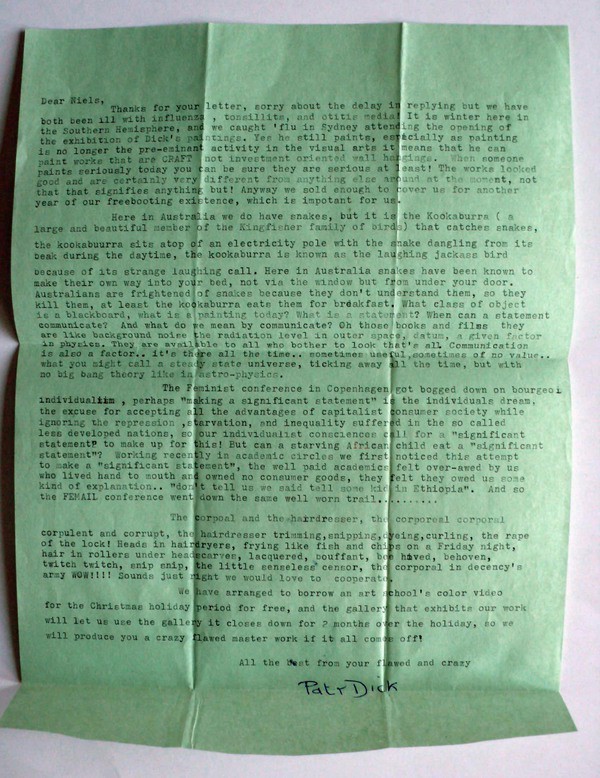 Dear Niels,
Thanks for your letter, sorry about the delay in replying but we have
both been ill with influenza , tonsillits, and otitis media! It is winter here in
the Southern Hemisphere, and we caught 'flu in Sydney attending the opening of
the exhibition of Dick's paintings. Yes he still paints, especially as painting
is no longer the pre-eminant activity in the visual arts it means that he can
paint works that are CRAFT not investment oriented wall hangings. When someone
paints seriously today you can be sure they are serious at least! The works looked
good and are certainly very different from anything else around at the moment, not
that that signifies anything but! Anyway we sold enough to cover us for another
year of our freebooting existence, which is impotant for us.
Here in Australia we do have snakes, but it is the Kookaburra ( a
large and beautiful member of the Kingfisher family of birds) that catches snakes,
the kookabuurra sits atop of an electricity pole with the snake dangling from its
beak during the daytime, the kookaburra is known as the laughing jackass bird
because of its strange laughing call. Here in Australia snakes have been known to
make their own way into your bed, not via the window but from under your door.
Australians are frightened of snakes because they don't understand them, so they
kill them, at least the kookaburra eats them for breakfast. What class of object
is a blackboard, what is a painting today? What is a statement? When can a statement
communicate? And what do we mean by communicate? Oh those books and films they
are like background noise the radiation level in outer space, datum, a given factor
in physics. They are available to all who bother to look that's all. Communication
is also a factor.. it's there all the time.. sometimes useful,sometimes of no value..
what you might call a steady state universe, ticking away all the time, but with
no big bang theory like in astro-physics.
The Feminist conference in Copenhagen got bogged down on bourgeoi
individualism , perhaps "making a significant statement" is the individuals dream,
the excuse for accepting all the advantages of capitalist consumer society while
ignoring the repression ,starvation, and inequality suffered in the so called
less developed nations, so our individualist consciences call for a "significant
statement" to make up for this! But can a starving African child eat a "significant
statement"? Working recently in academic circles we first noticed this attempt
to make a "significant statement", the well paid academics felt over-awed by us
who lived hand to mouth and owned no consumer goods, they felt they owed us some
kind of explanation.. "don't tell us we said tell some kid in Ethiopia". And so
the FEMAIL conference went down the same well worn trail..........
The corpoal and the hairdresser, the corporeal corporal
corpulent and corrupt, the hairdresser trimming,snipping,dyeing,curling, the rape
of the lock! Heads in hairdryers, frying like fish and chips on a Friday night,
hair in rollers under headscarves, lacquered, bouffant, bee hived, behoven,
twitch twitch, snip snip, the little senseless censor, the corporal in decency's
army WOW!!!! Sounds just right we would love to cooperate.
We have arranged to borrow an art school's color video
for the Christmas holiday period for free, and the gallery that exhibits our work
will let us use the gallery it closes down for 2 months over the holiday, so we
will produce you a crazy flawed master work if it all comes off!
All the best from your flawed and crazy
Pat r Dick